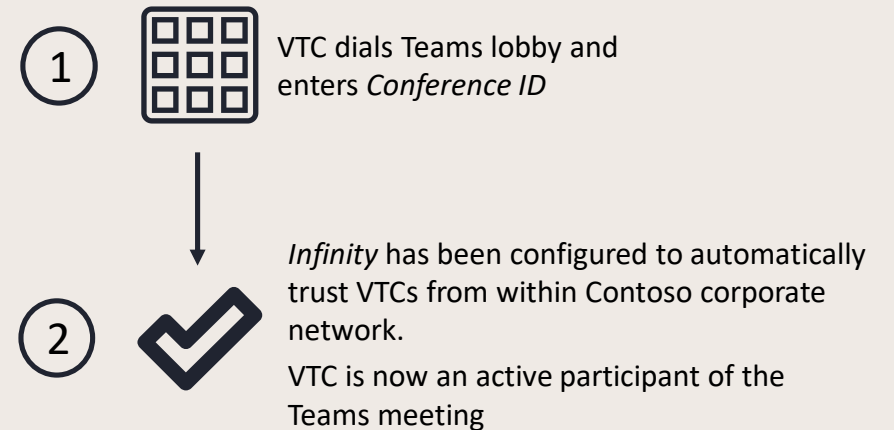 1
VTC dials Teams lobby and
enters Conference ID
2
Infinity has been configured to automatically
trust VTCs from within Contoso corporate
network.
VTC is now an active participant of the
Teams meeting